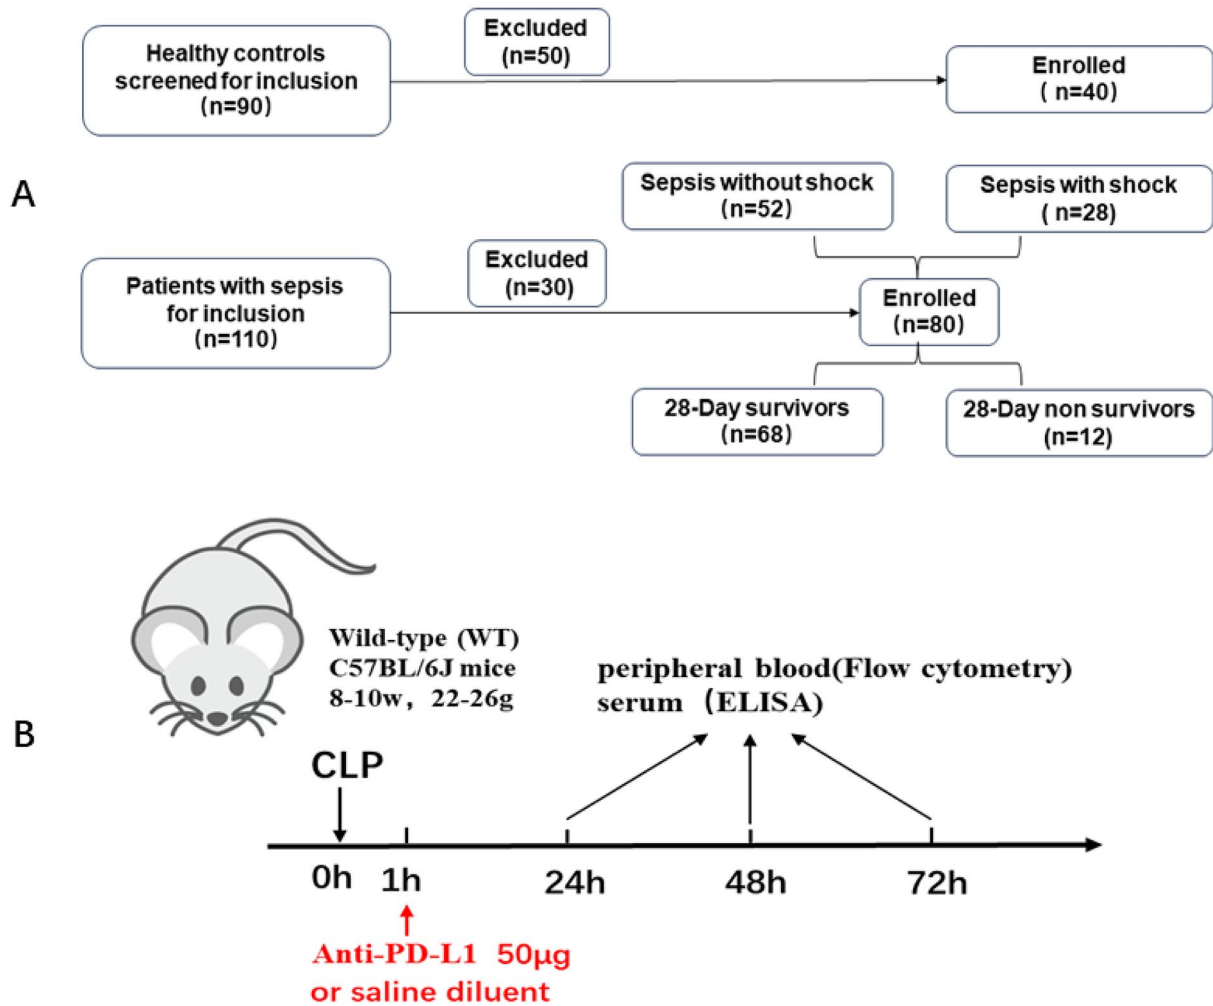 Healthy controls
screened for inclusion
(n=90)
Excluded
(n=50)
Enrolled
( n=40)
A
Sepsis without shock
(n=52)
Sepsis with shock
( n=28)
Patients with sepsis
for inclusion
(n=110)
Excluded
(n=30)
Enrolled
(n=80)
28-Day survivors
(n=68)
28-Day non survivors
(n=12)
B
Wild-type (WT)
C57BL/6J mice
8-10w, 22-26g
peripheral blood(Flow cytometry)
serum (ELISA)
CLP
0h 1h 24h 48h 72h
Anti-PD-L1 50μg
or saline diluent